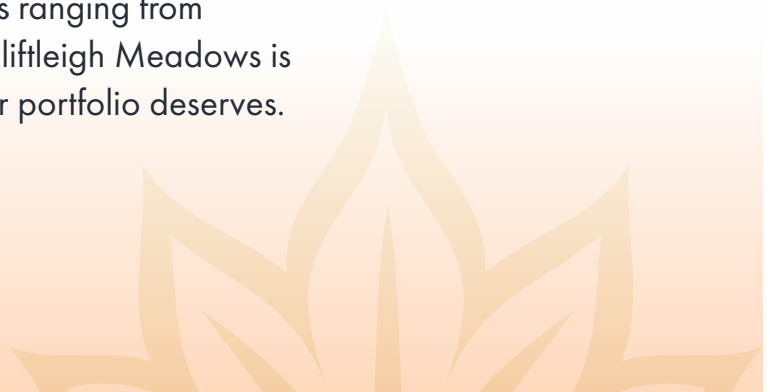 s ranging from
liftleigh Meadows is
r portfolio deserves.